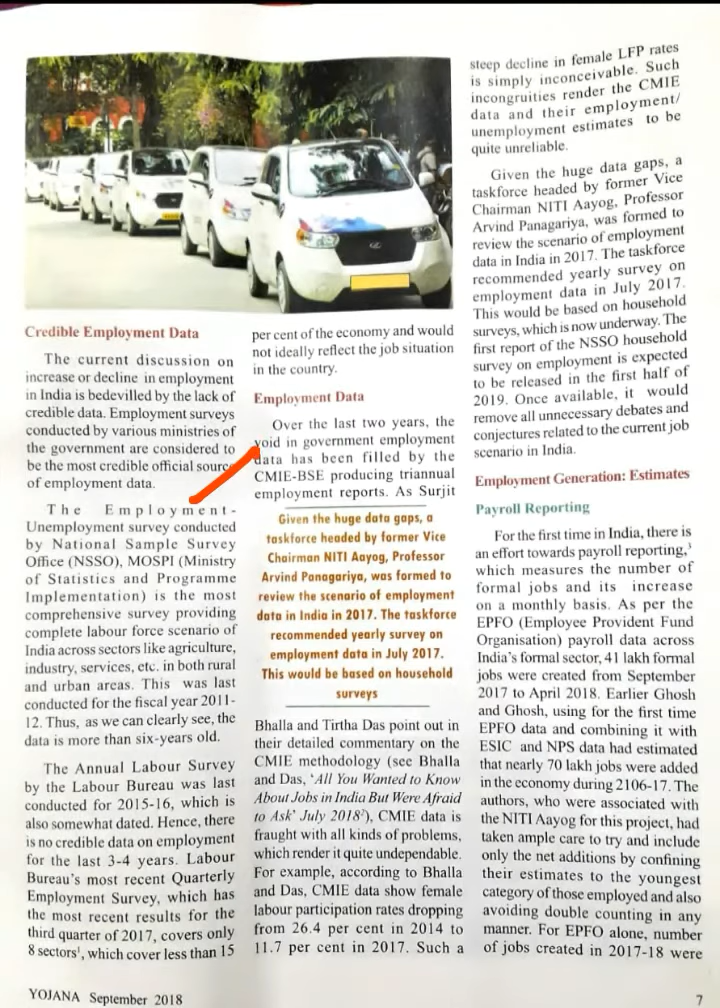 Credible Employment Data
The current discussion on
increase or decline in employment
in India is bedevilled by the lack of
credible data. Employment surveys
conducted by various ministries of
the government are considered to
be the most credible official source
of employment data.
The Employment-
Unemployment survey conducted
by National Sample Survey
Office (NSSO), MOSPI (Ministry
of Statistics and Programme
Implementation) is the most
comprehensive survey providing
complete labour force scenario of
India across sectors like agriculture,
industry, services, etc. in both rural
and urban areas. This was last
conducted for the fiscal year 2011-
12. Thus, as we can clearly see, the
data is more than six-years old.
The Annual Labour Survey
by the Labour Bureau was last
conducted for 2015-16, which is
also somewhat dated. Hence, there
is no credible data on employment
for the last 3-4 years. Labour
Bureau's most recent Quarterly
Employment Survey, which has
the most recent results for the
third quarter of 2017, covers only
8 sectors¹, which cover less than 15
per cent of the economy and would
not ideally reflect the job situation
in the country.
Employment Data
Over the last two years, the
void in government employment
data has been filled by the
CMIE-BSE producing triannual
employment reports. As Surjit
Given the huge data gaps, a
taskforce headed by former Vice
Chairman NITI Aayog, Professor
Arvind Panagariya, was formed to
review the scenario of employment
data in India in 2017. The taskforce
recommended yearly survey on
employment data in July 2017.
This would be based on household
surveys
Bhalla and Tirtha Das point out in
their detailed commentary on the
CMIE methodology (see Bhalla
and Das, 'All You Wanted to Know
About Jobs in India But Were Afraid
to Ask' July 2018²), CMIE data is
fraught with all kinds of problems,
which render it quite undependable.
For example, according to Bhalla
and Das, CMIE data show female
labour participation rates dropping
from 26.4 per cent in 2014 to
11.7 per cent in 2017. Such a
steep decline in female LFP rates
is simply inconceivable. Such
incongruities render the CMIE
data and their employment/
unemployment estimates to be
quite unreliable.
Given the huge data gaps, a
taskforce headed by former Vice
Chairman NITI Aayog, Professor
Arvind Panagariya, was formed to
review the scenario of employment
data in India in 2017. The taskforce
recommended yearly survey on
employment data in July 2017.
This would be based on household
surveys, which is now underway. The
first report of the NSSO household
survey on employment is expected
to be released in the first half of
2019. Once available, it would
remove all unnecessary debates and
conjectures related to the current job
scenario in India.
Employment Generation: Estimates
Payroll Reporting
For the first time in India, there is
an effort towards payroll reporting,³
which measures the number of
formal jobs and its increase
on a monthly basis. As per the
EPFO (Employee Provident Fund
Organisation) payroll data across
India's formal sector, 41 lakh formal
jobs were created from September
2017 to April 2018. Earlier Ghosh
and Ghosh, using for the first time
EPFO data and combining it with
ESIC and NPS data had estimated
that nearly 70 lakh jobs were added
in the economy during 2106-17. The
authors, who were associated with
the NITI Aayog for this project, had
taken ample care to try and include
only the net additions by confining
their estimates to the youngest
category of those employed and also
avoiding double counting in any
manner. For EPFO alone, number
of jobs created in 2017-18 were
YOJANA September 2018
7